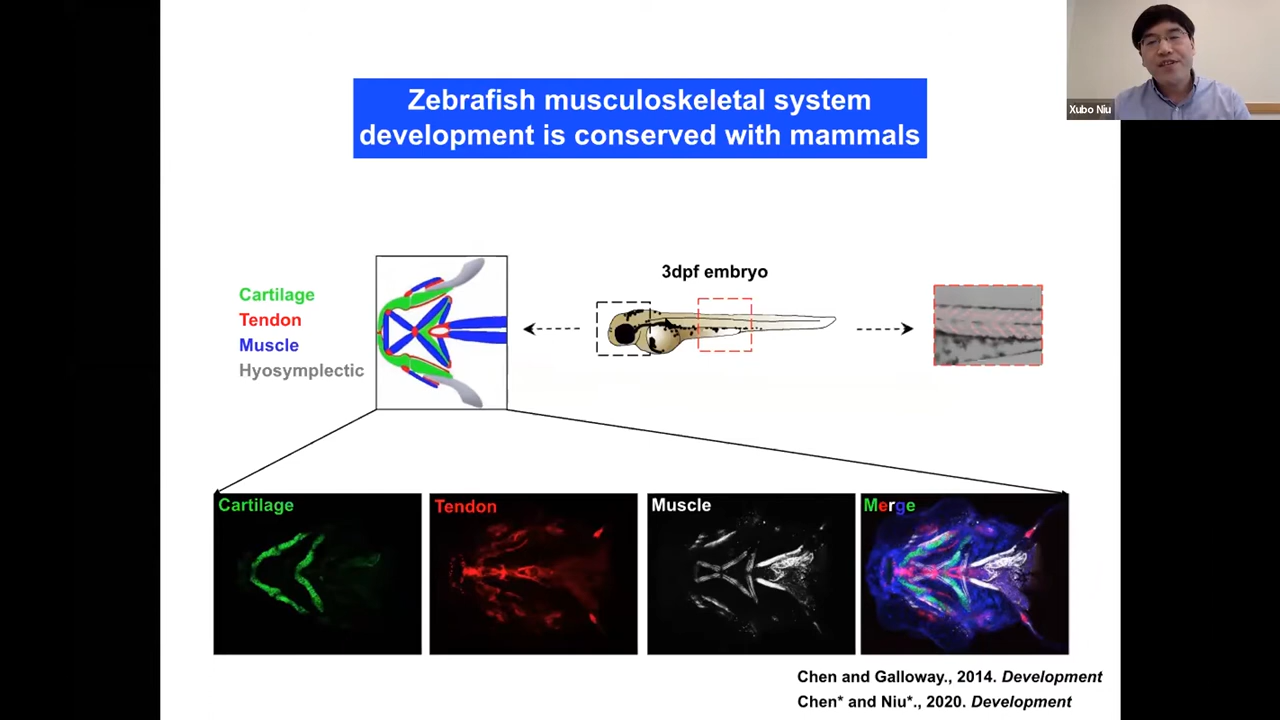 Xubo Niu
Zebrafish musculoskeletal system
development is conserved with mammals
3dpf embryo
Cartilage
Tendon
Muscle
Hyosymplectic
Cartilage
Tendon
Muscle
Merge
Chen and Galloway., 2014. Development
Chen* and Niu*., 2020. Development